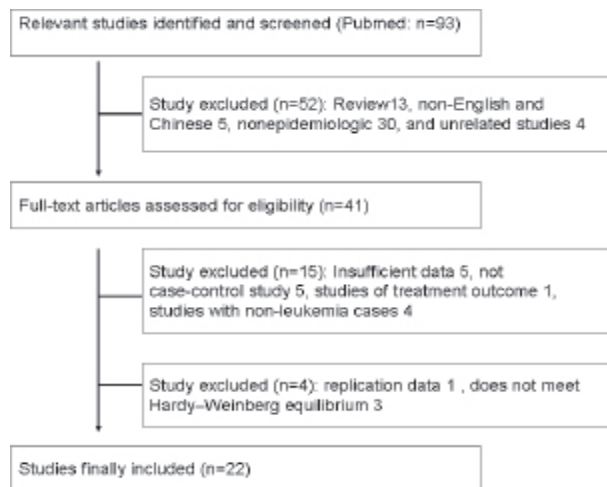 Relevant studies identified and screened (Pubmed: n=93)
Study excluded (n=52): Review13, non-English and
Chinese 5, nonepidemiologic 30, and unrelated studies 4
Full-text articles assessed for eligibility (n=41)
Study excluded (n=15): Insufficient data 5, not
case-control study 5, studies of treatment outcome 1,
studies with non-leukemia cases 4
Study excluded (n=4): replication data 1 , does not meet
Hardy–Weinberg equilibrium 3
Studies finally included (n=22)